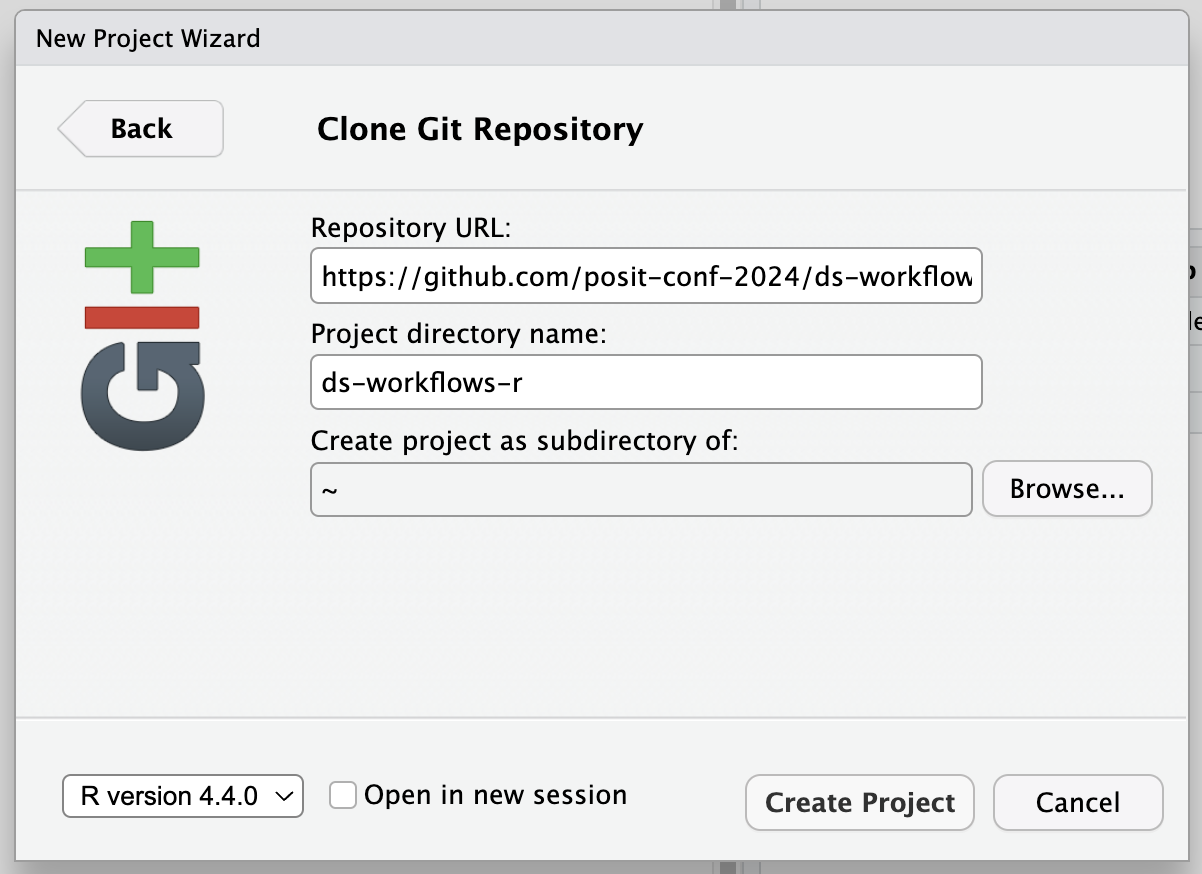 New Project Wizard
Back
Clone Git Repository
GIT
Repository URL:
https://github.com/posit-conf-2024/ds-workflow
Project directory name:
ds-workflows-r
Create project as subdirectory of:
~
Browse...
R version 4.4.0
Open in new session
Create Project
Cancel